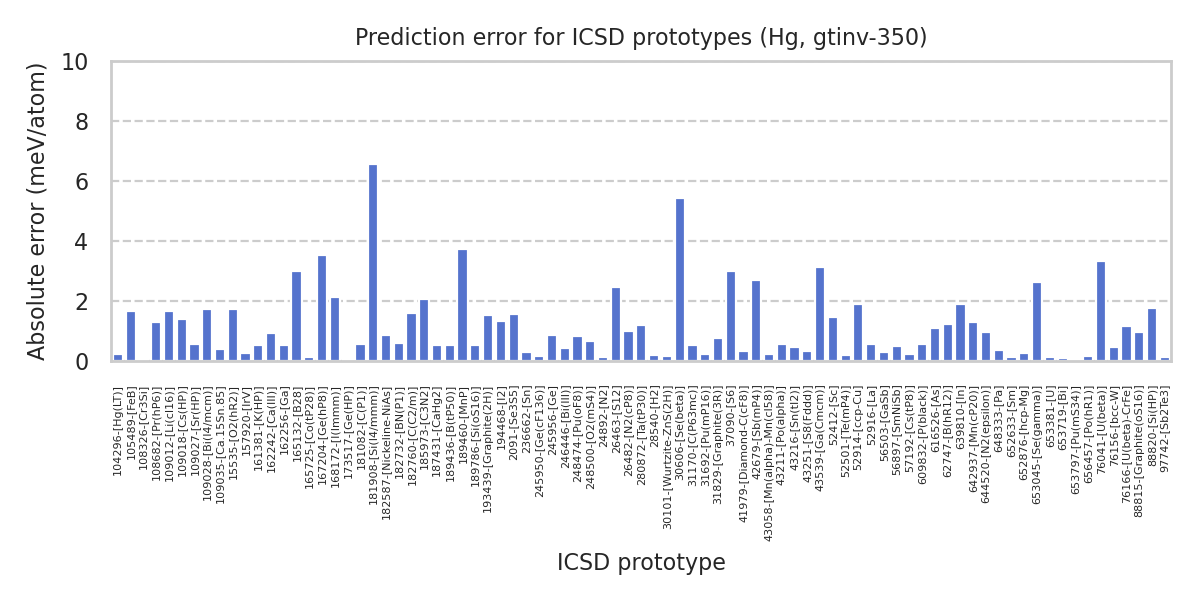 Prediction error for ICSD prototypes (Hg, gtinv-350)
Absolute error (meV/atom)
10
8
6
4
2
0
104296-[Hg(LT)]
105489-[FeB]
108326-[Cr3Si]
108682-[Pr(hP6)]
109012-[Li(cI16)]
109018-[Cs(HP)]
109027-[Sr(HP)]
109028-[Bi(I4/mcm)]
109035-[Ca.15Sn.85]
15535-[O2(hR2)]
157920-[IrV]
161381-[K(HP)]
162242-[Ca(III)]
162256-[Ga]
165132-[B28]
165725-[Co(tP28)]
167204-[Ge(hP8)]
168172-[I(Immm)]
173517-[Ge(HP)]
181082-[C(P1)]
181908-[Si(I4/mmm)]
182587-[Nickeline-NiAs]
182732-[BN(P1)]
182760-[C(C2/m)]
185973-[C3N2]
187431-[CaHg2]
189436-[B(tP50)]
189460-[MnP]
189786-[Si(oS16)]
193439-[Graphite(2H)]
194468-[I2]
2091-[Se3S5]
236662-[Sn]
245950-[Ge(cF136)]
245956-[Ge]
246446-[Bi(III)]
248474-[Pu(oF8)]
248500-[O2(mS4)]
24892-[N2]
26463-[S12]
26482-[N2(cP8)]
280872-[Ta(tP30)]
28540-[H2]
30101-[Wurtzite-ZnS(2H)]
30606-[Se(beta)]
31170-[C(P63mc)]
31692-[Pu(mP16)]
31829-[Graphite(3R)]
37090-[S6]
41979-[Diamond-C(cF8)]
42679-[Sb(mP4)]
43058-[Mn(alpha)-Mn(cI58)]
43211-[Po(alpha)]
43216-[Sn(tI2)]
43251-[S8(Fddd)]
43539-[Ga(Cmcm)]
52412-[Sc]
52501-[Te(mP4)]
52914-[ccp-Cu]
52916-[La]
56503-[GaSb]
56897-[SmNiSb]
57192-[Cs(tP8)]
609832-[P(black)]
616526-[As]
62747-[B(hR12)]
639810-[In]
642937-[Mn(cP20)]
644520-[N2(epsilon)]
648333-[Pa]
652633-[Sm]
652876-[hcp-Mg]
653045-[Se(gamma)]
653381-[U]
653719-[Bi]
653797-[Pu(mS34)]
656457-[Po(hR1)]
76041-[U(beta)]
76156-[bcc-W]
76166-[U(beta)-CrFe]
88815-[Graphite(oS16)]
88820-[Si(HP)]
97742-[Sb2Te3]
ICSD prototype